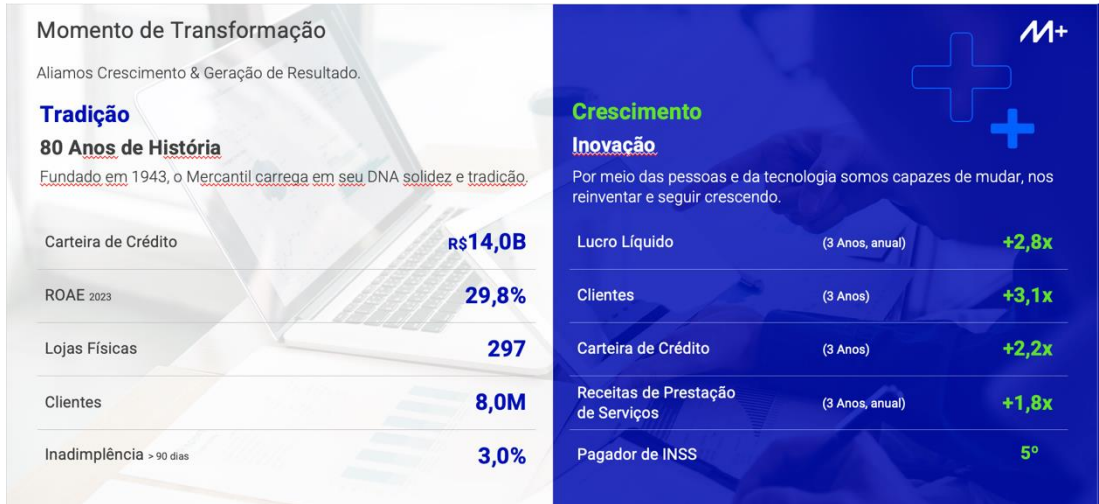 Momento de Transformação
Aliamos Crescimento & Geração de Resultado.
Tradição
80 Anos de História
Fundado em 1943, o Mercantil carrega em seu DNA solidez e tradição.
Carteira de Crédito R$14,0B
ROAE 2023 29,8%
Lojas Físicas 297
Clientes 8,0M
Inadimplência > 90 dias 3,0%
M+
Crescimento
Inovação
Por meio das pessoas e da tecnologia somos capazes de mudar, nos
reinventar e seguir crescendo.
Lucro Líquido (3 Anos, anual) +2,8x
Clientes (3 Anos) +3,1x
Carteira de Crédito (3 Anos) +2,2x
Receitas de Prestação
de Serviços (3 Anos, anual) +1,8x
Pagador de INSS 5º